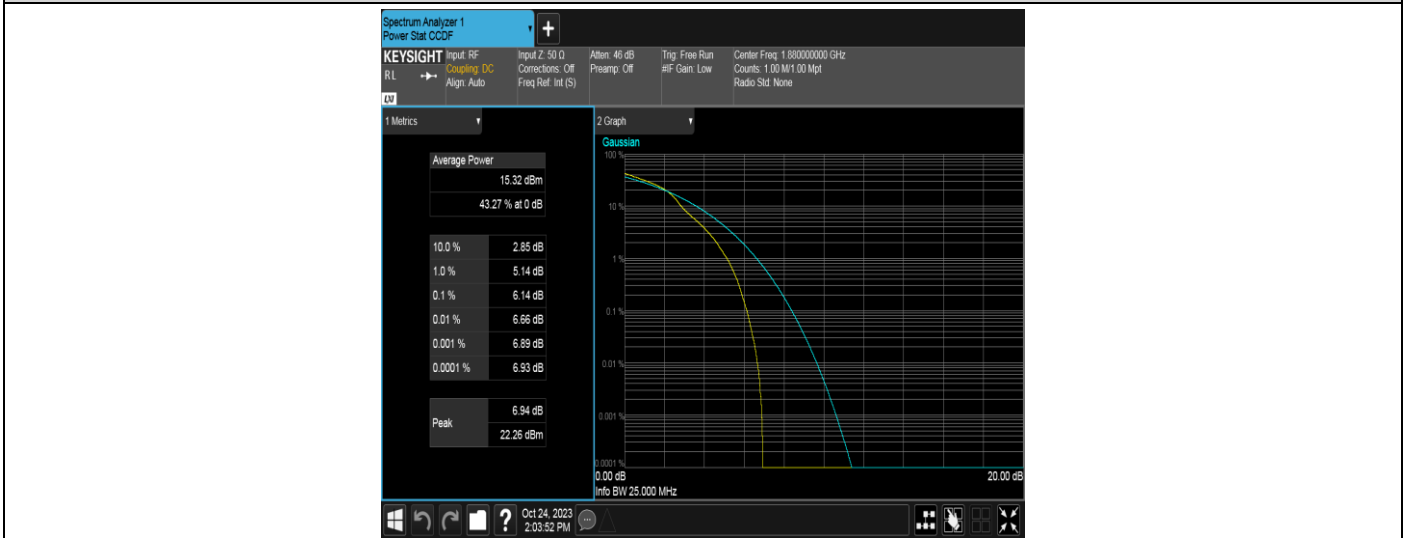 Spectrum Analyzer 1
Power Stat CCDF
+
KEYSIGHT
RL
LXI
Input: RF
Coupling: DC
Align: Auto
Input Z: 50 Ω
Corrections: Off
Freq Ref: Int (S)
Atten: 46 dB
Preamp: Off
Trig: Free Run
#IF Gain: Low
Center Freq: 1.880000000 GHz
Counts: 1.00 M/1.00 Mpt
Radio Std: None
1 Metrics
Average Power
15.32 dBm
43.27 % at 0 dB
10.0 % 2.85 dB
1.0 % 5.14 dB
0.1 % 6.14 dB
0.01 % 6.66 dB
0.001 % 6.89 dB
0.0001 % 6.93 dB
Peak
6.94 dB
22.26 dBm
2 Graph
Gaussian
100 %
10 %
1 %
0.1 %
0.01 %
0.001 %
0.0001 %
0.00 dB 20.00 dB
Info BW 25.000 MHz
?
Oct 24, 2023
2:03:52 PM